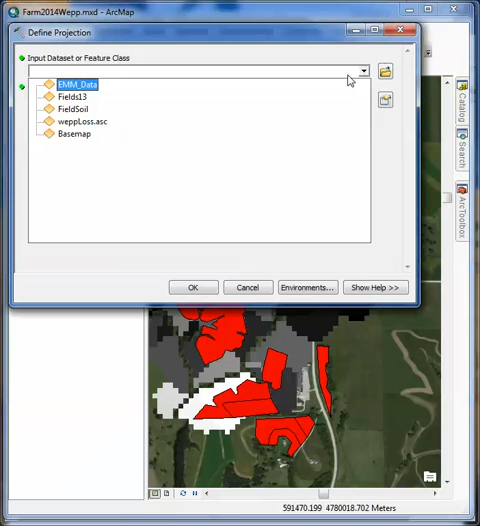 Farm2014Wepp.mxd - ArcMap
Define Projection
Input Dataset or Feature Class
EMM_Data
Fields13
FieldSoil
weppLoss.asc
Basemap
OK Cancel Environments... Show Help >>
Catalog
Search
ArcToolbox
591470.199 4780018.702 Meters